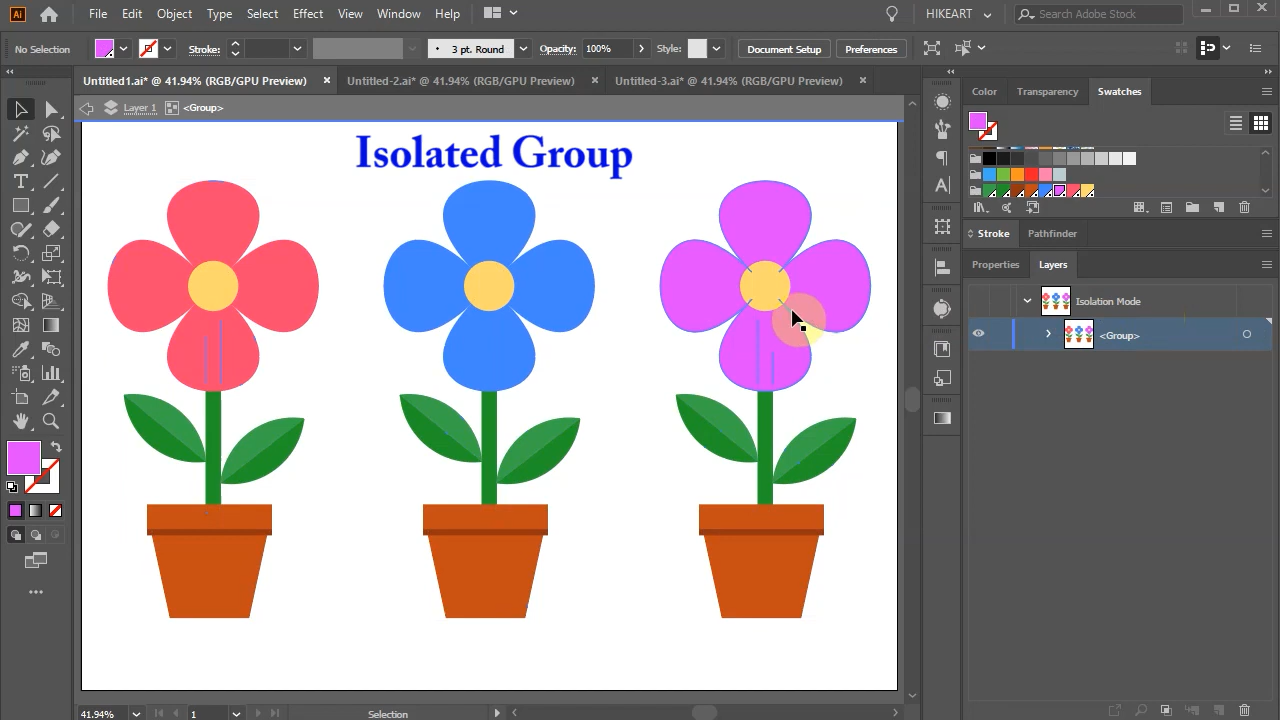 Ai File Edit Object Type Select Effect View Window Help HIKEART Search Adobe Stock
No Selection Stroke: 3 pt. Round Opacity: 100% Style: Document Setup Preferences
Untitled1.ai* @ 41.94% (RGB/GPU Preview) × Untitled-2.ai* @ 41.94% (RGB/GPU Preview) × Untitled-3.ai* @ 41.94% (RGB/GPU Preview) ×
Color Transparency Swatches
Layer 1 <Group>
Isolated Group
Stroke Pathfinder
Properties Layers
Isolation Mode
<Group>
41.94% 1 Selection